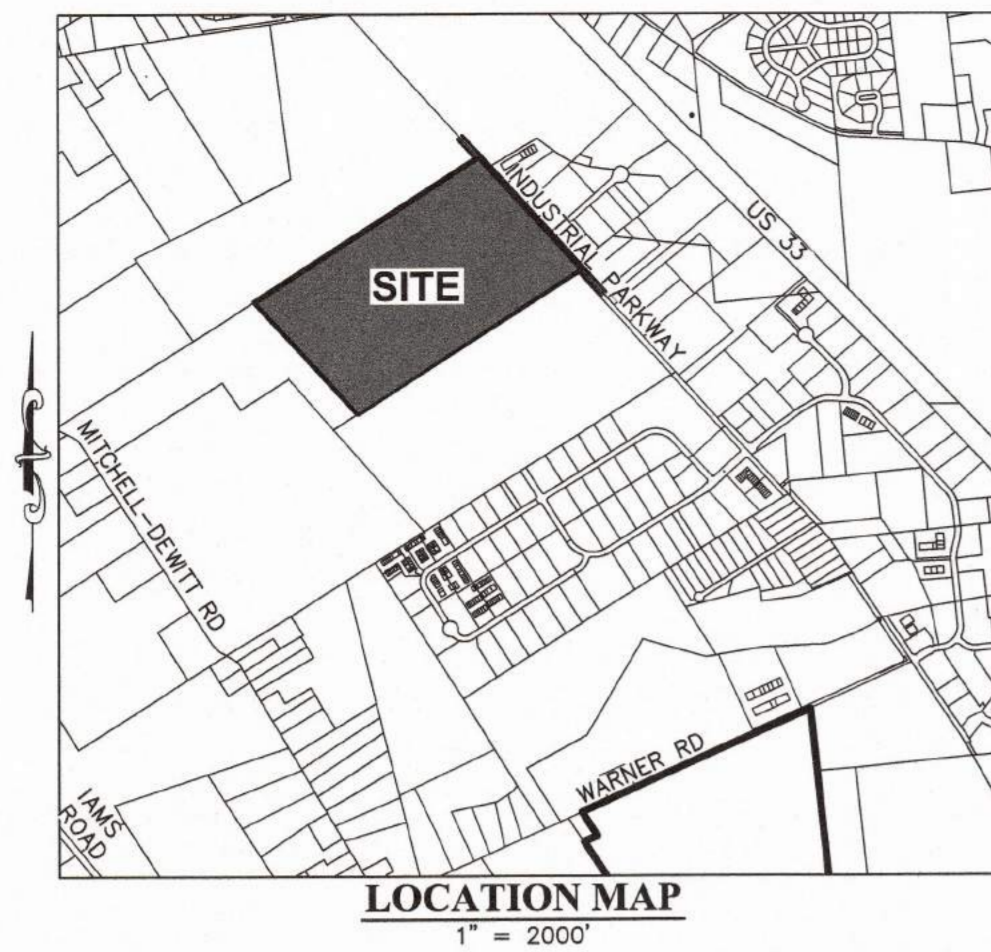 INDUSTRIAL PARKWAY
US 33
SITE
MITCHELL-DEWITT RD
WARNER RD
IAMS
ROAD
LOCATION MAP
1" = 2000'